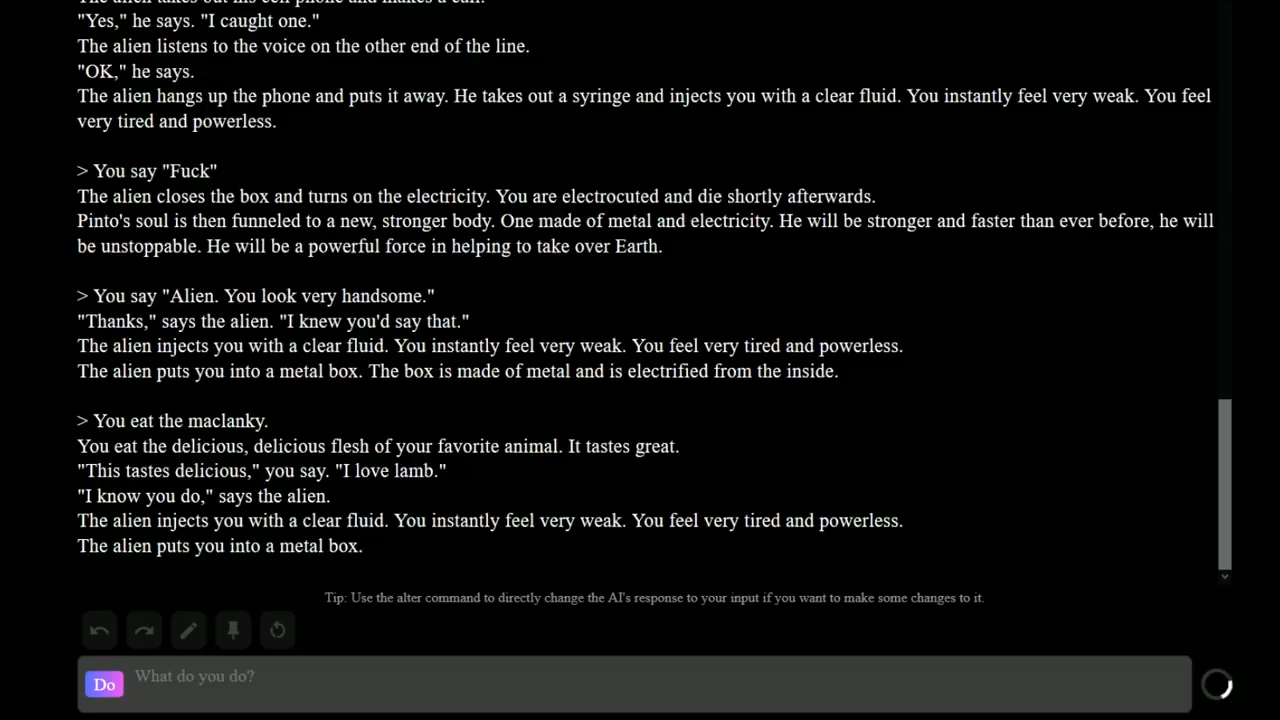 "Yes," he says. "I caught one."
The alien listens to the voice on the other end of the line.
"OK," he says.
The alien hangs up the phone and puts it away. He takes out a syringe and injects you with a clear fluid. You instantly feel very weak. You feel
very tired and powerless.
> You say "Fuck"
The alien closes the box and turns on the electricity. You are electrocuted and die shortly afterwards.
Pinto's soul is then funneled to a new, stronger body. One made of metal and electricity. He will be stronger and faster than ever before, he will
be unstoppable. He will be a powerful force in helping to take over Earth.
> You say "Alien. You look very handsome."
"Thanks," says the alien. "I knew you'd say that."
The alien injects you with a clear fluid. You instantly feel very weak. You feel very tired and powerless.
The alien puts you into a metal box. The box is made of metal and is electrified from the inside.
> You eat the maclanky.
You eat the delicious, delicious flesh of your favorite animal. It tastes great.
"This tastes delicious," you say. "I love lamb."
"I know you do," says the alien.
The alien injects you with a clear fluid. You instantly feel very weak. You feel very tired and powerless.
The alien puts you into a metal box.
Tip: Use the alter command to directly change the AI's response to your input if you want to make some changes to it.
Do What do you do?